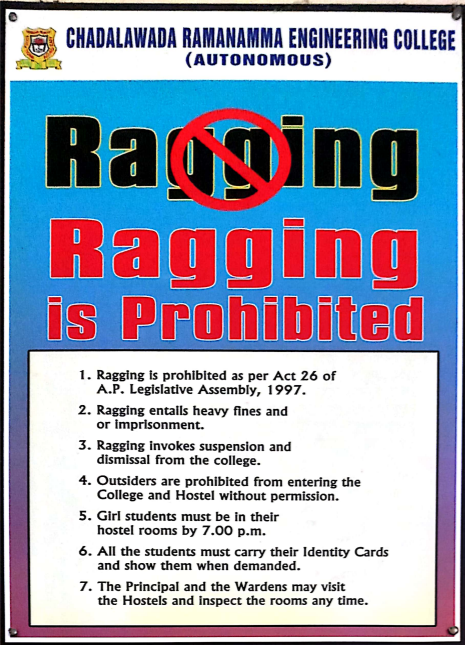 CHADALAWADA RAMANAMMA ENGINEERING COLLEGE
(AUTONOMOUS)
Ragging
Ragging
is Prohibited
1. Ragging is prohibited as per Act 26 of
A.P. Legislative Assembly, 1997.
2. Ragging entails heavy fines and
or imprisonment.
3. Ragging invokes suspension and
dismissal from the college.
4. Outsiders are prohibited from entering the
College and Hostel without permission.
5. Girl students must be in their
hostel rooms by 7.00 p.m.
6. All the students must carry their Identity Cards
and show them when demanded.
7. The Principal and the Wardens may visit
the Hostels and inspect the rooms any time.